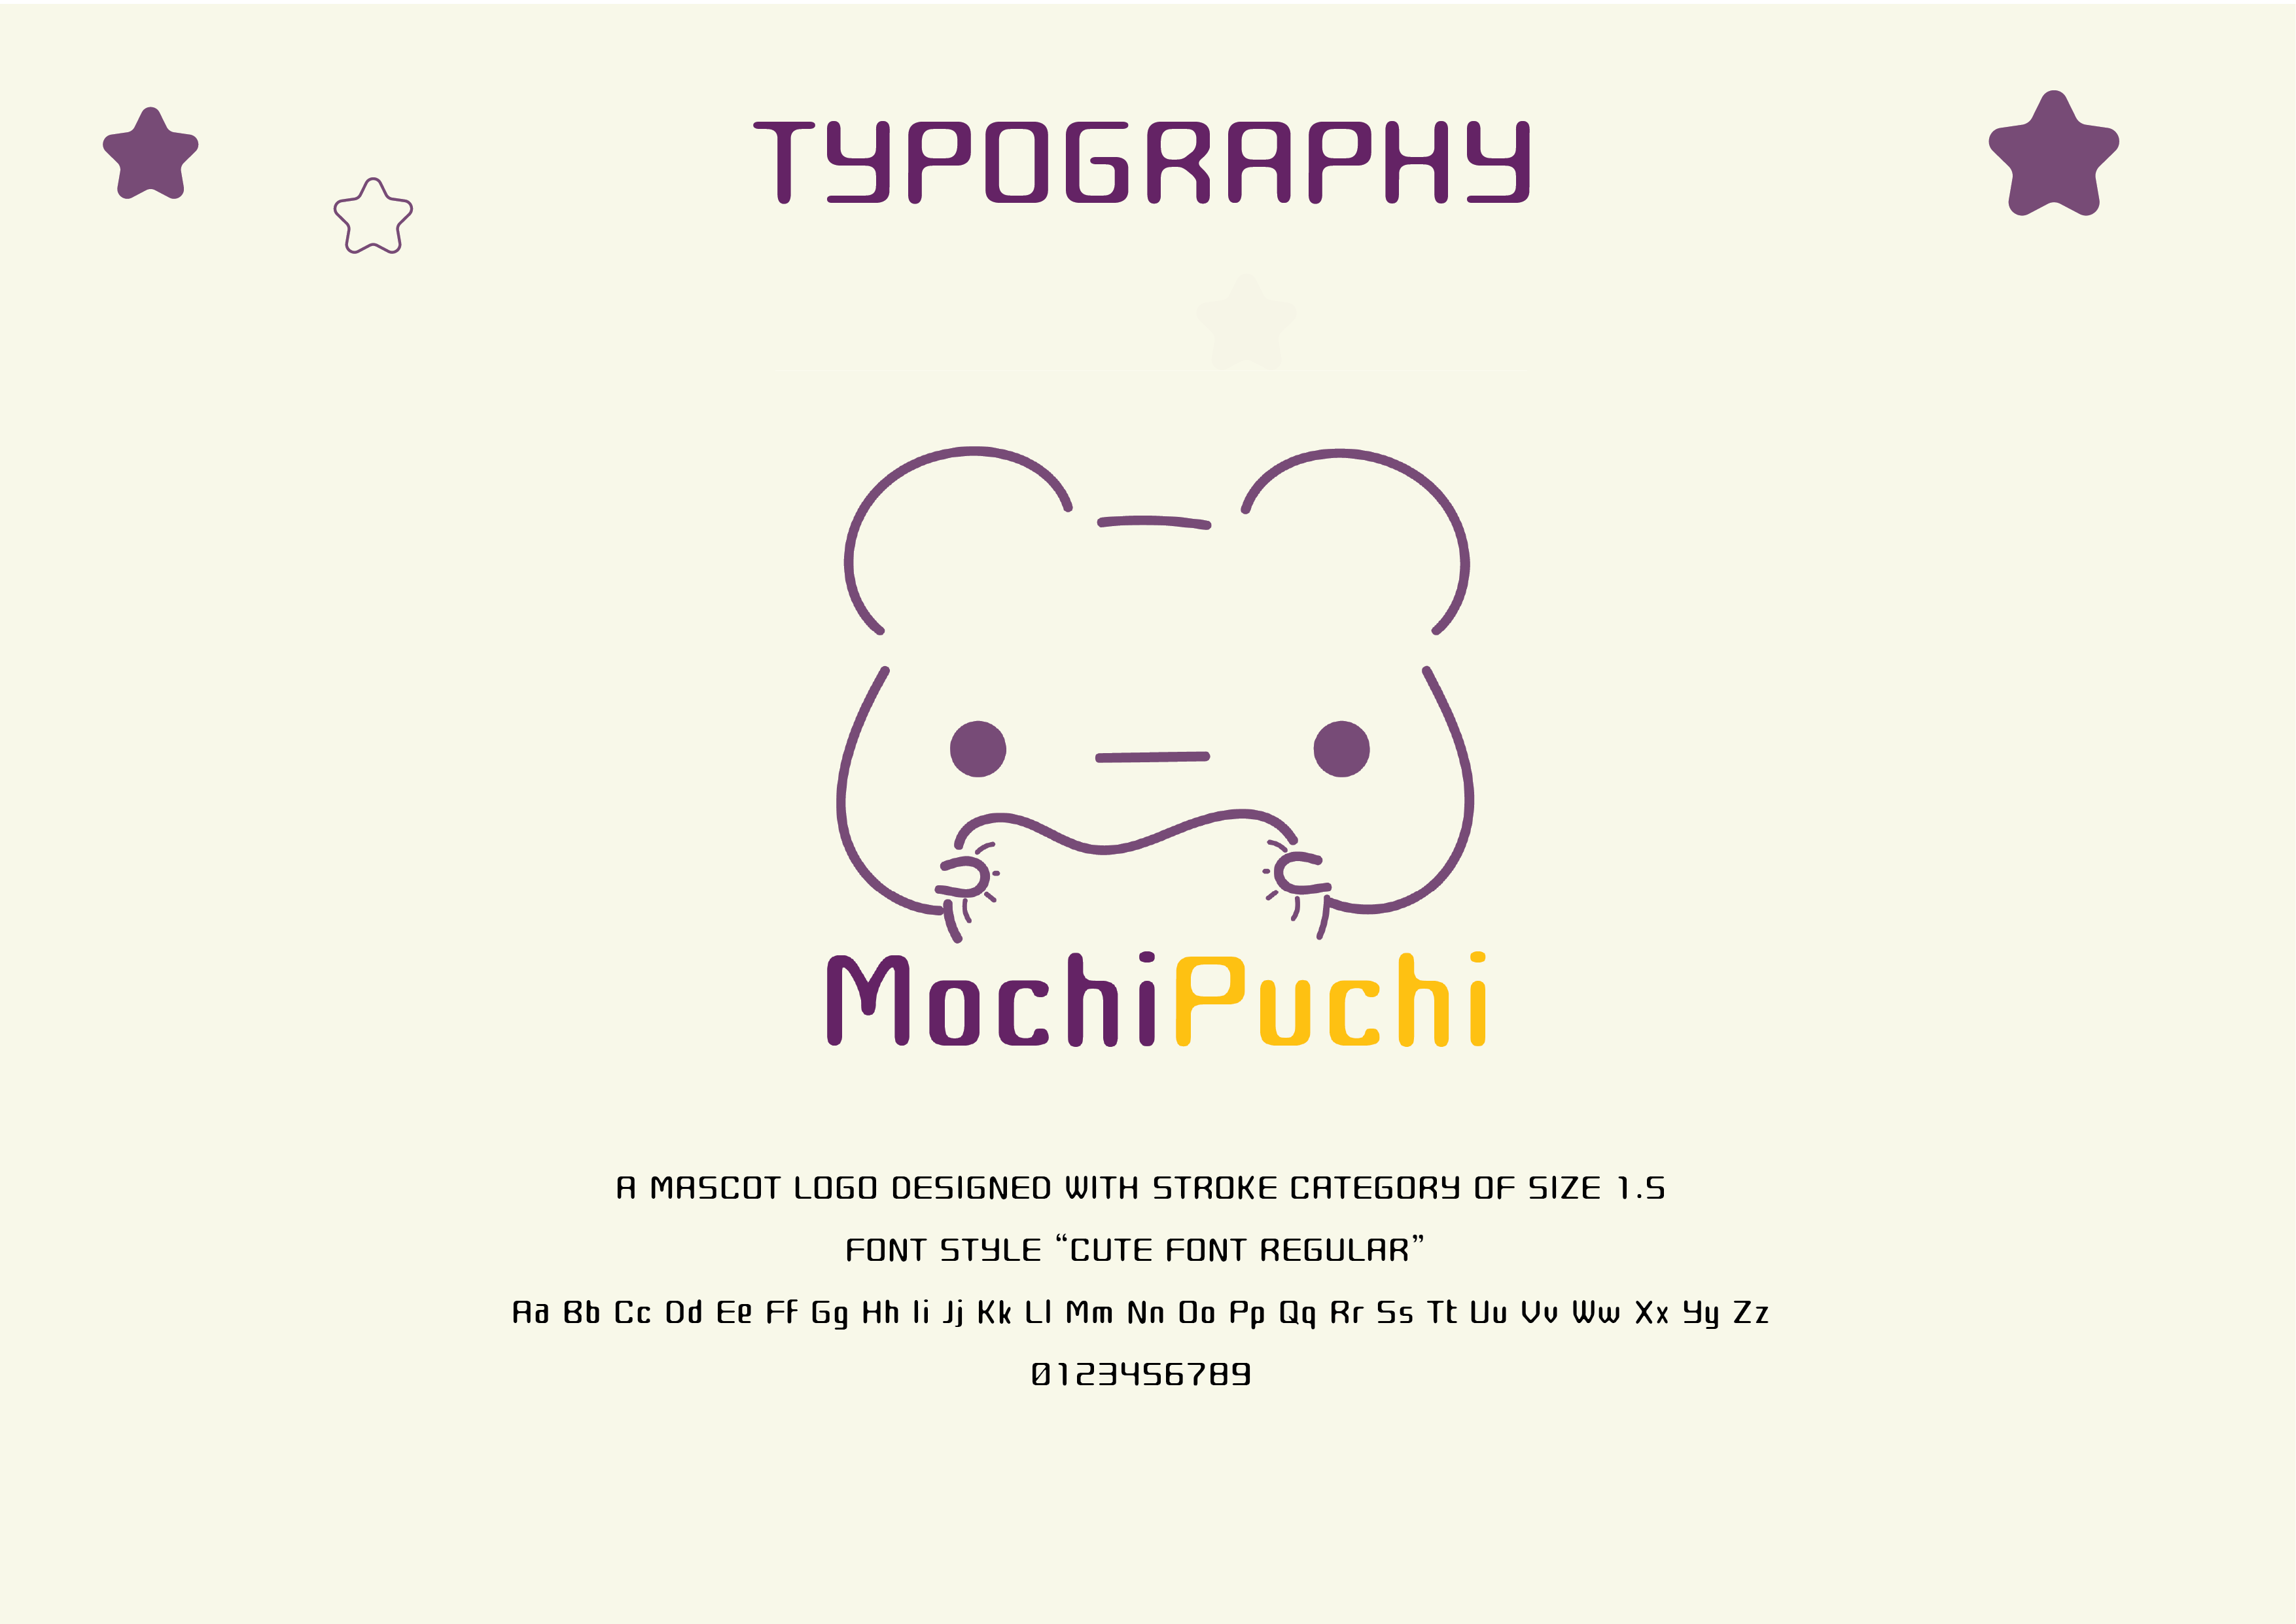 TYPOGRAPHY
MochiPuchi
A MASCOT LOGO DESIGNED WITH STROKE CATEGORY OF SIZE 1.5
FONT STYLE “CUTE FONT REGULAR”
Aa Bb Cc Dd Ee Ff Gg Hh Ii Jj Kk Ll Mm Nn Oo Pp Qq Rr Ss Tt Uu Vv Ww Xx Yy Zz
0123456789